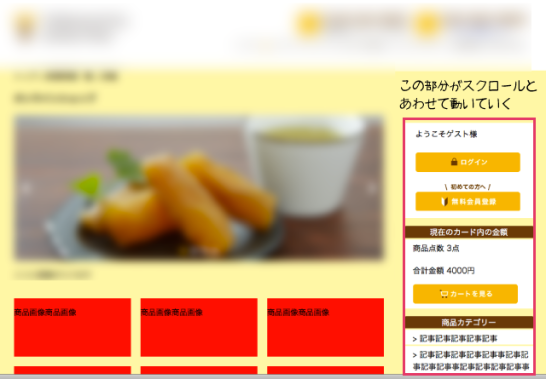 この部分がスクロールと
あわせて動いていく
ようこそゲスト様
ログイン
\ 初めての方へ /
無料会員登録
現在のカード内の金額
商品点数 3点
合計金額 4000円
カートを見る
商品カテゴリー
> 記事記事記事記事記事
> 記事記事記事記事記事事記事記
事記事記事事記事記事記事記事事
商品画像商品画像
商品画像商品画像
商品画像商品画像